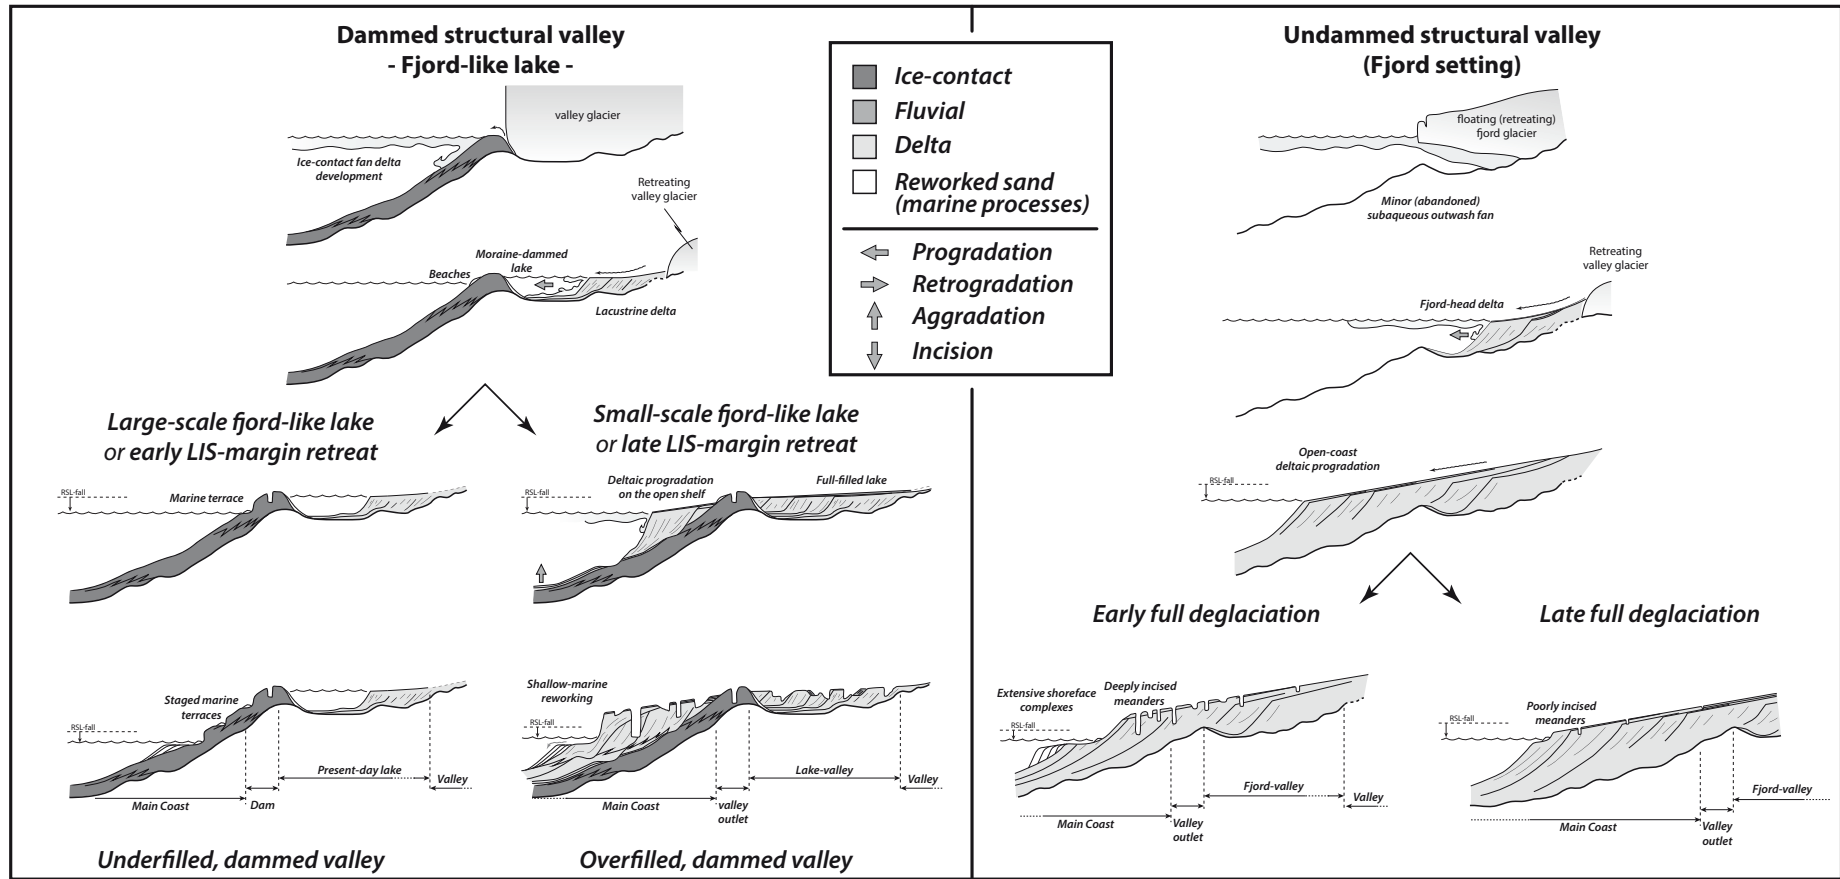 Dammed structural valley
- Fjord-like lake -
valley glacier
Ice-contact fan delta
development
Retreating
valley glacier
Moraine-dammed
lake
Beaches
Lacustrine delta
Large-scale fjord-like lake
or early LIS-margin retreat
Small-scale fjord-like lake
or late LIS-margin retreat
RSL-fall
Marine terrace
RSL-fall
Deltaic progradation
on the open shelf
Full-filled lake
Staged marine
terraces
RSL-fall
Present-day lake
Valley
Main Coast
Dam
Shallow-marine
reworking
RSL-fall
Lake-valley
Valley
Main Coast
valley
outlet
Underfilled, dammed valley
Overfilled, dammed valley
Ice-contact
Fluvial
Delta
Reworked sand
(marine processes)
Progradation
Retrogradation
Aggradation
Incision
Undammed structural valley
(Fjord setting)
floating (retreating)
fjord glacier
Minor (abandoned)
subaqueous outwash fan
Retreating
valley glacier
Fjord-head delta
Open-coast
deltaic progradation
RSL-fall
Early full deglaciation
Late full deglaciation
Extensive shoreface
complexes
Deeply incised
meanders
RSL-fall
Fjord-valley
Valley
Main Coast
Valley
outlet
RSL-fall
Poorly incised
meanders
Fjord-valley
Main Coast
Valley
outlet